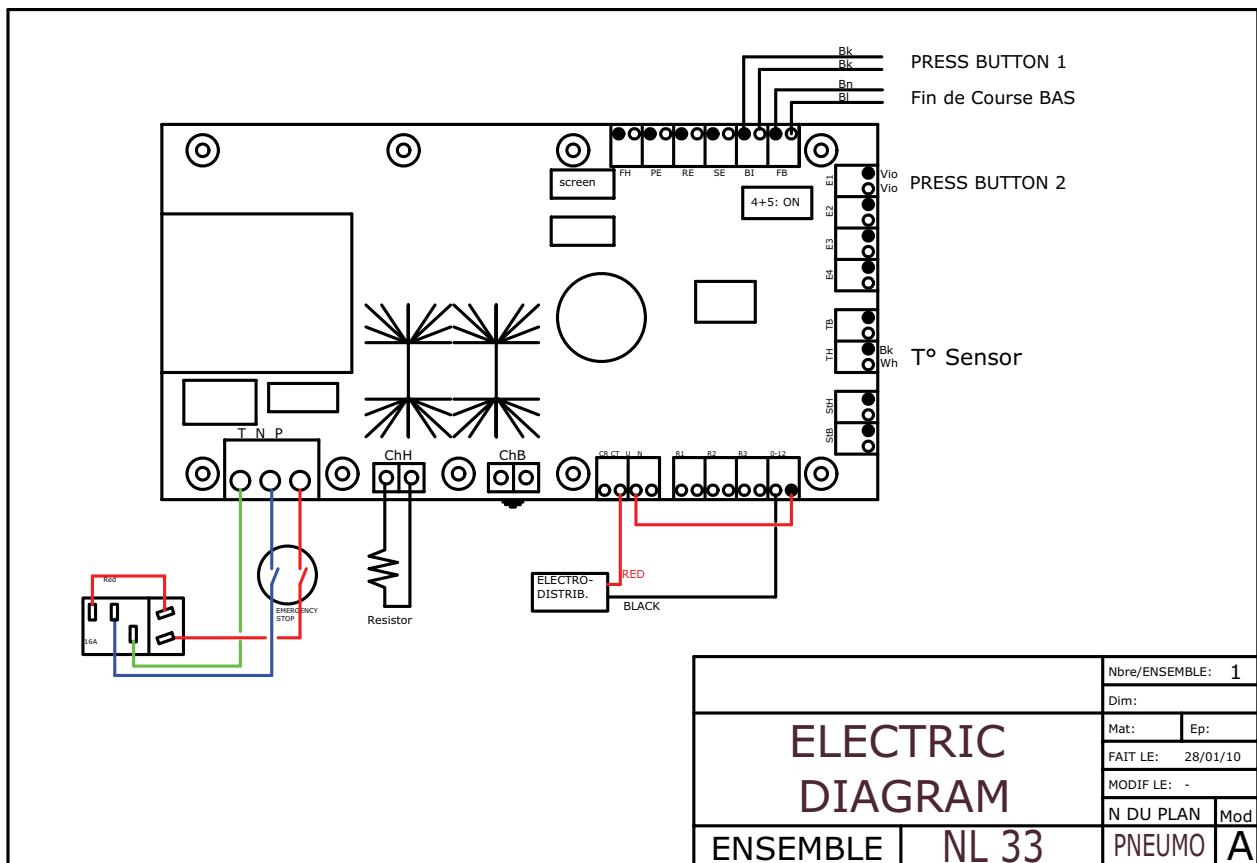 Bk
Bk
PRESS BUTTON 1
Bn
Bl
Fin de Course BAS
FH PE RE SE BI FB
screen
4+5: ON
E1
Vio
Vio
PRESS BUTTON 2
E2
E3
E4
TB
TH
Bk
Wh
T° Sensor
StH
StB
T N P
ChH
ChB
CR CT U N
R1 R2 R3 0-12
Red
16A
EMERGENCY
STOP
Resistor
ELECTRO-
DISTRIB.
RED
BLACK
Nbre/ENSEMBLE: 1
Dim:
Mat: Ep:
FAIT LE: 28/01/10
MODIF LE: -
N DU PLAN Mod
PNEUMO A
ELECTRIC
DIAGRAM
ENSEMBLE NL 33